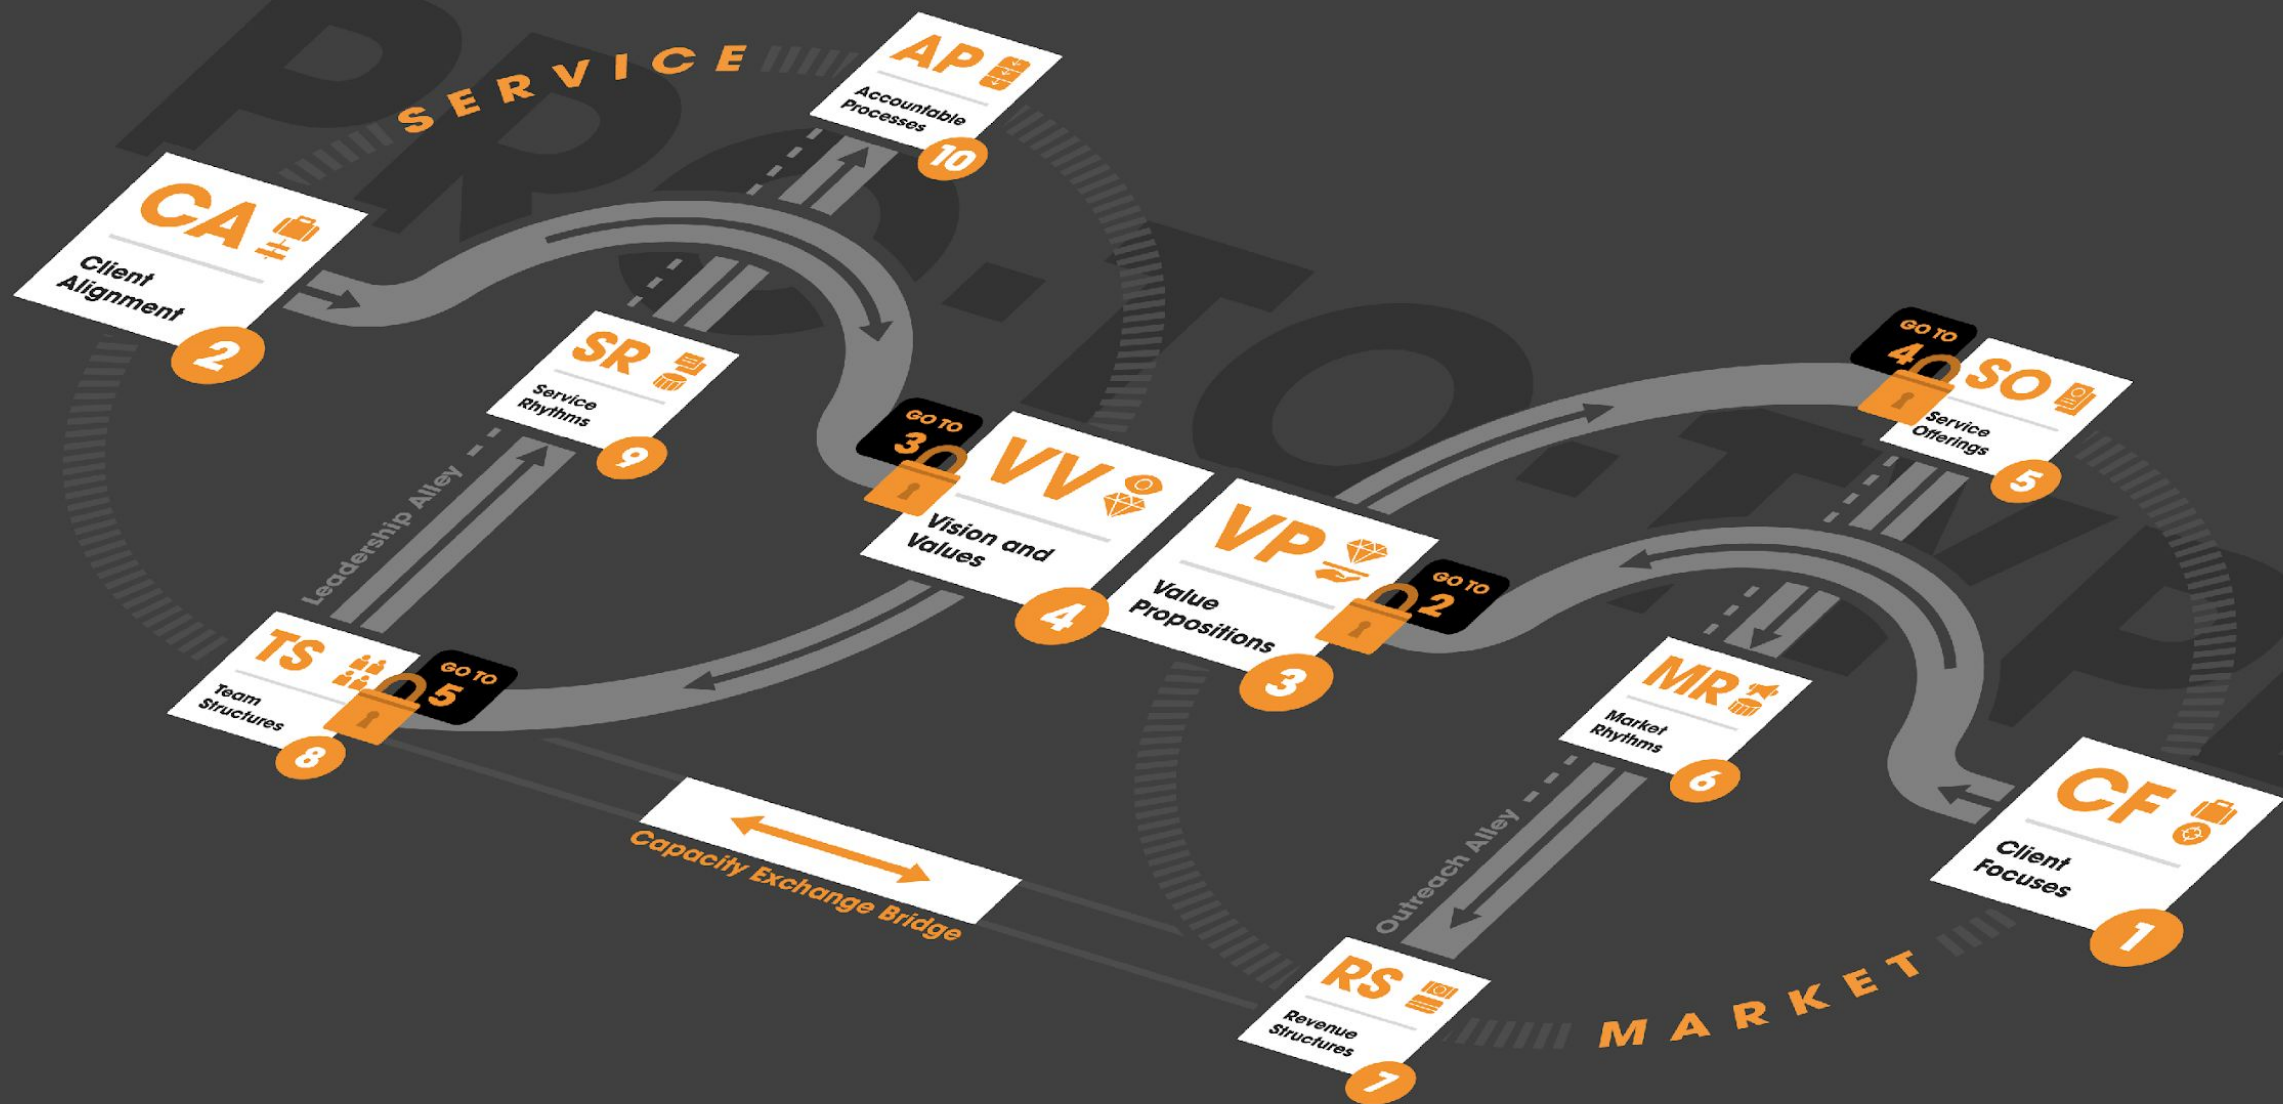 SERVICE
AP
Accountable
Processes
10
CA
Client
Alignment
2
SR
Service
Rhythms
9
GO TO
3
VV
Vision and
Values
4
VP
Value
Propositions
3
GO TO
2
GO TO
4
SO
Service
Offerings
5
Leadership Alley
TS
Team
Structures
8
GO TO
5
MR
Market
Rhythms
6
CF
Client
Focuses
1
Capacity Exchange Bridge
Outreach Alley
RS
Revenue
Structures
7
MARKET
PRO-TO-TYP